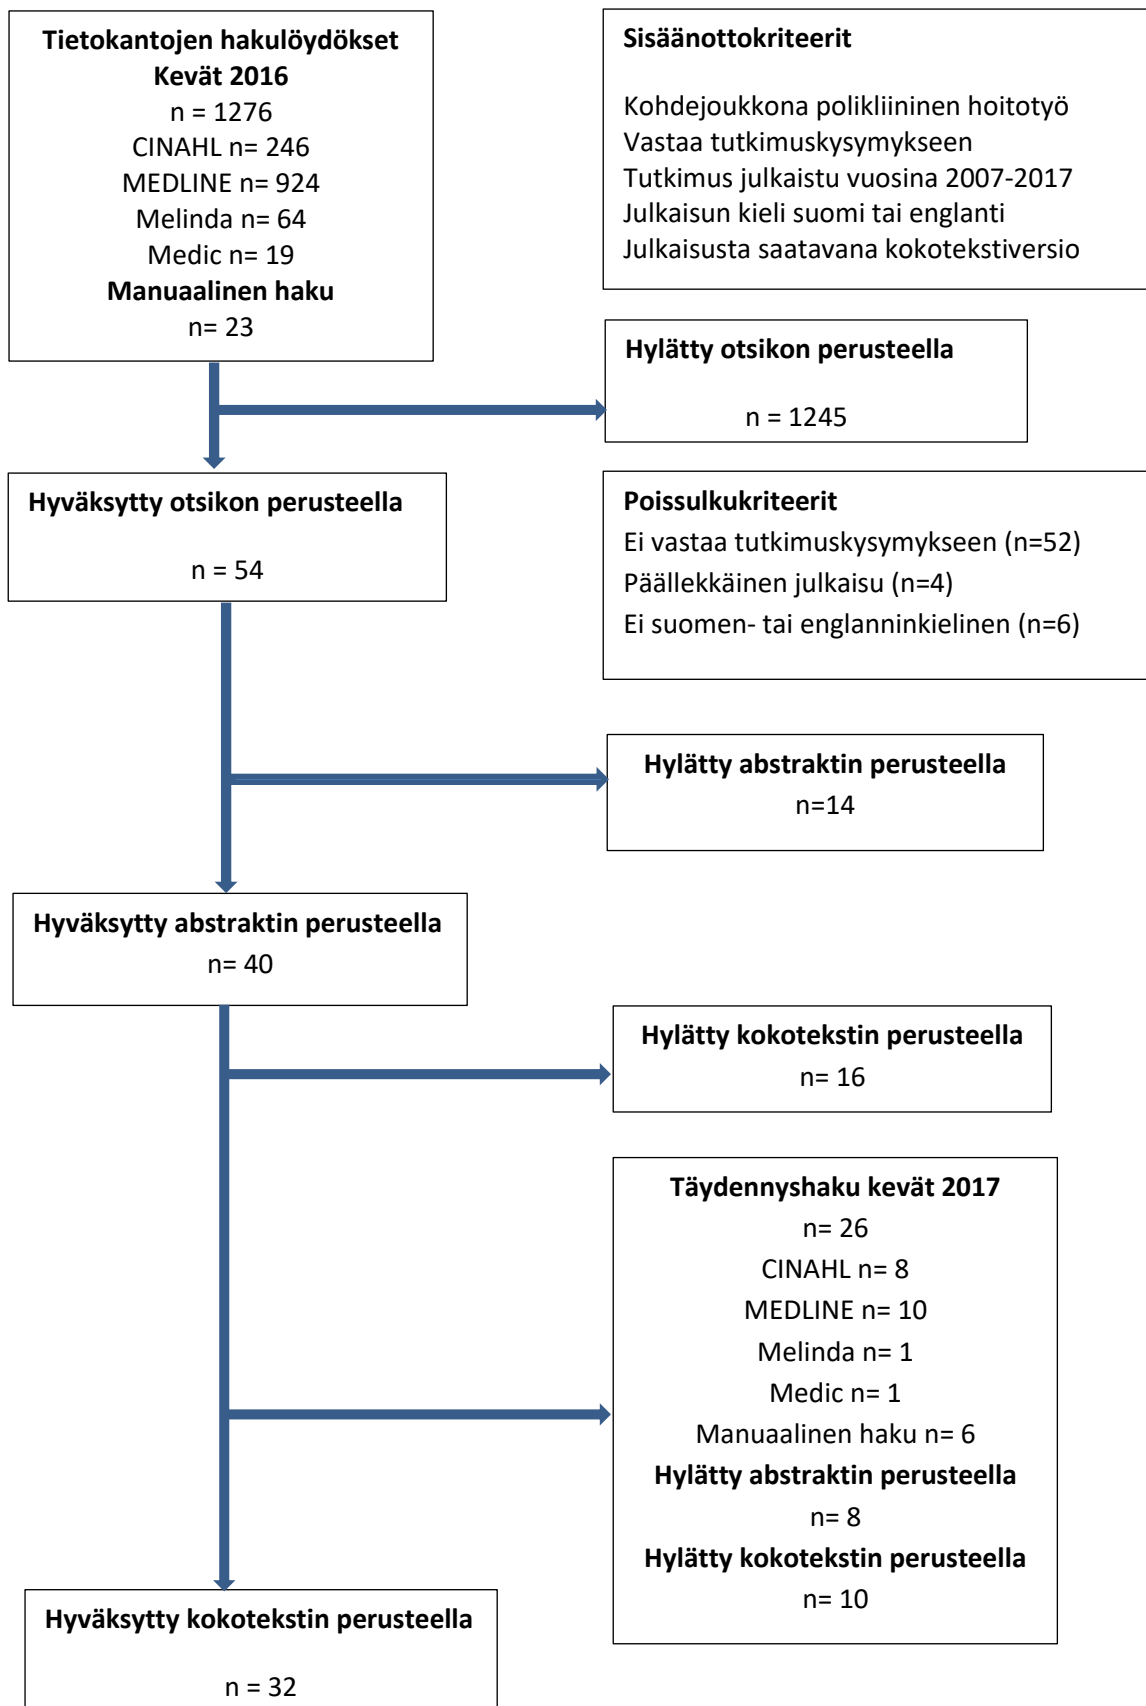 Tietokantojen hakulöydökset
Kevät 2016
n = 1276
CINAHL n= 246
MEDLINE n= 924
Melinda n= 64
Medic n= 19
Manuaalinen haku
n= 23
Sisäänottokriteerit
Kohdejoukkona polikliininen hoitotyö
Vastaa tutkimuskysymykseen
Tutkimus julkaistu vuosina 2007-2017
Julkaisun kieli suomi tai englanti
Julkaisusta saatavana kokotekstiversio
Hylätty otsikon perusteella
n = 1245
Hyväksytty otsikon perusteella
n = 54
Poissulkukriteerit
Ei vastaa tutkimuskysymykseen (n=52)
Päällekkäinen julkaisu (n=4)
Ei suomen- tai englanninkielinen (n=6)
Hylätty abstraktin perusteella
n=14
Hyväksytty abstraktin perusteella
n= 40
Hylätty kokotekstin perusteella
n= 16
Täydennyshaku kevät 2017
n= 26
CINAHL n= 8
MEDLINE n= 10
Melinda n= 1
Medic n= 1
Manuaalinen haku n= 6
Hylätty abstraktin perusteella
n= 8
Hylätty kokotekstin perusteella
n= 10
Hyväksytty kokotekstin perusteella
n = 32